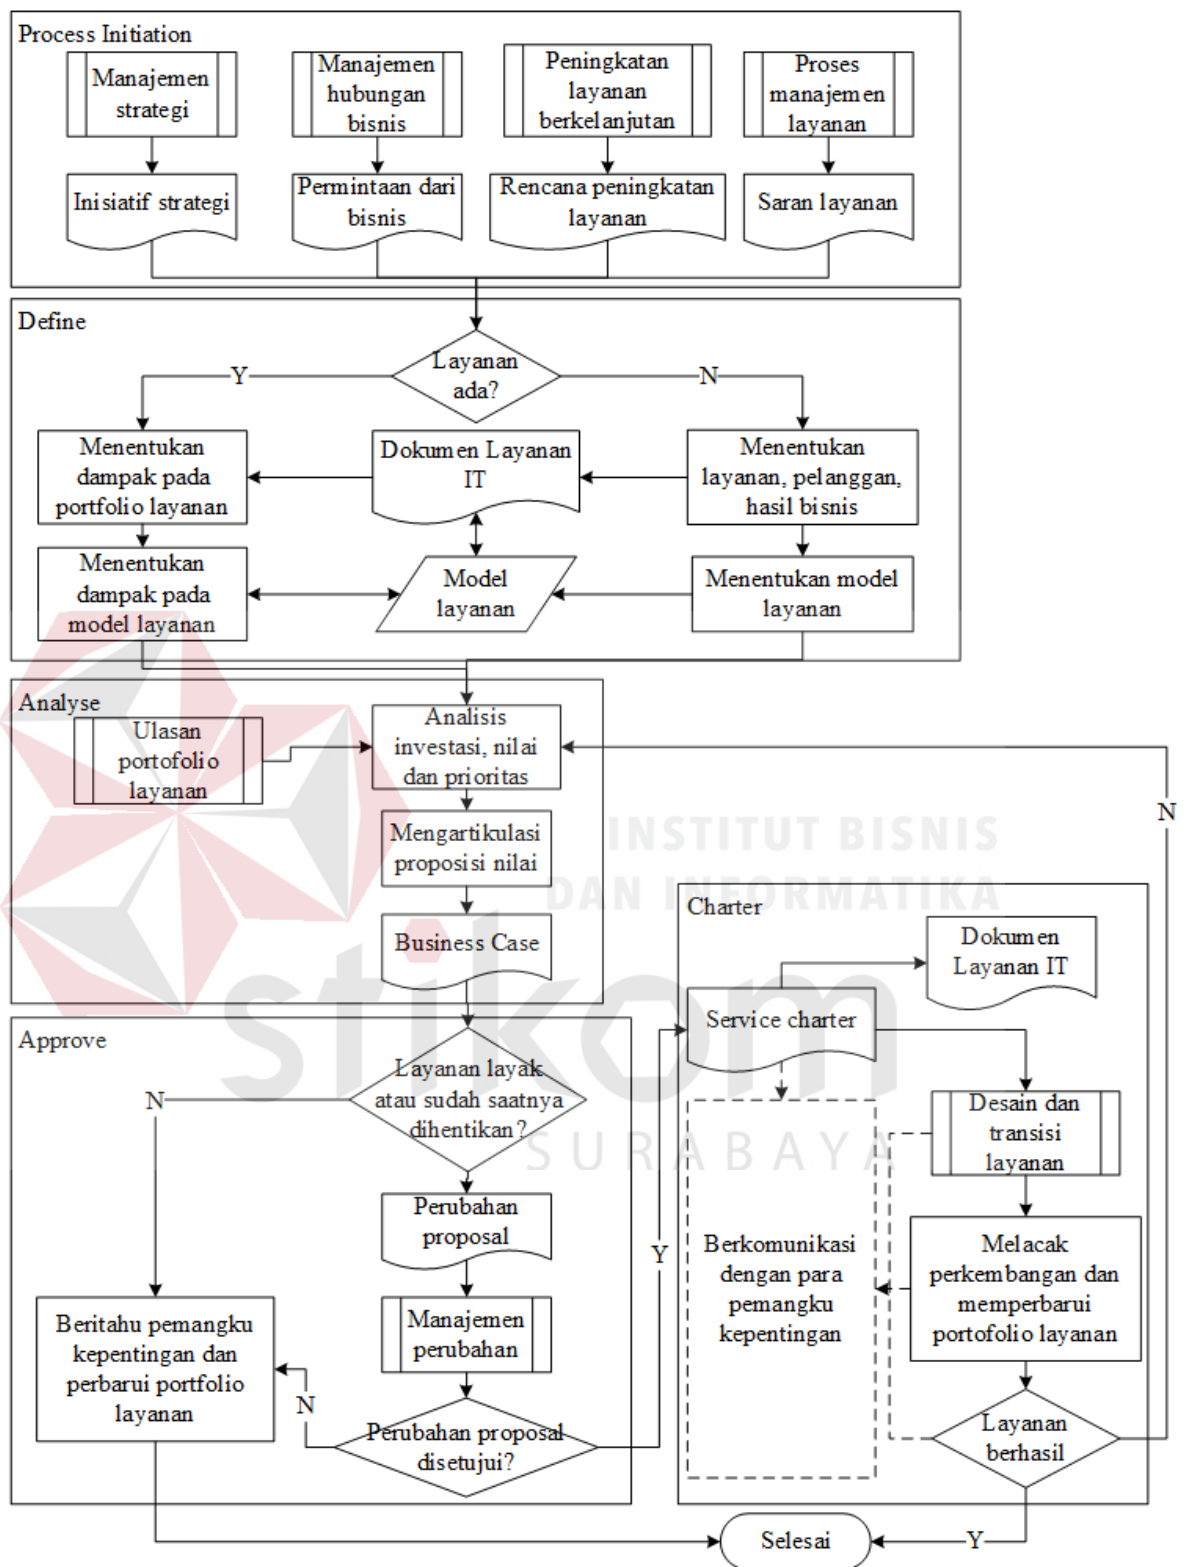 Process Initiation
Manajemen
strategi
Manajemen
hubungan
bisnis
Peningkatan
layanan
berkelanjutan
Proses
manajemen
layanan
Inisiatif strategi
Permintaan dari
bisnis
Rencana peningkatan
layanan
Saran layanan
Define
Layanan
ada?
Y
N
Menentukan
dampak pada
portfolio layanan
Dokumen Layanan
IT
Menentukan
layanan, pelanggan,
hasil bisnis
Menentukan
dampak pada
model layanan
Model
layanan
Menentukan model
layanan
Analyse
Ulasan
portofolio
layanan
Analisis
investasi, nilai
dan prioritas
N
Mengartikulasi
proposisi nilai
INSTITUT BISNIS
DAN INFORMATIKA
Business Case
stikom
SURABAYA
Charter
Dokumen
Layanan IT
Service charter
Approve
Layanan layak
atau sudah saatnya
dihentikan?
N
Desain dan
transisi
layanan
Perubahan
proposal
Y
Berkomunikasi
dengan para
pemangku
kepentingan
Melacak
perkembangan dan
memperbarui
portofolio layanan
Manajemen
perubahan
Beritahu pemangku
kepentingan dan
perbarui portfolio
layanan
N
Perubahan proposal
disetujui?
Layanan
berhasil
Selesai
Y